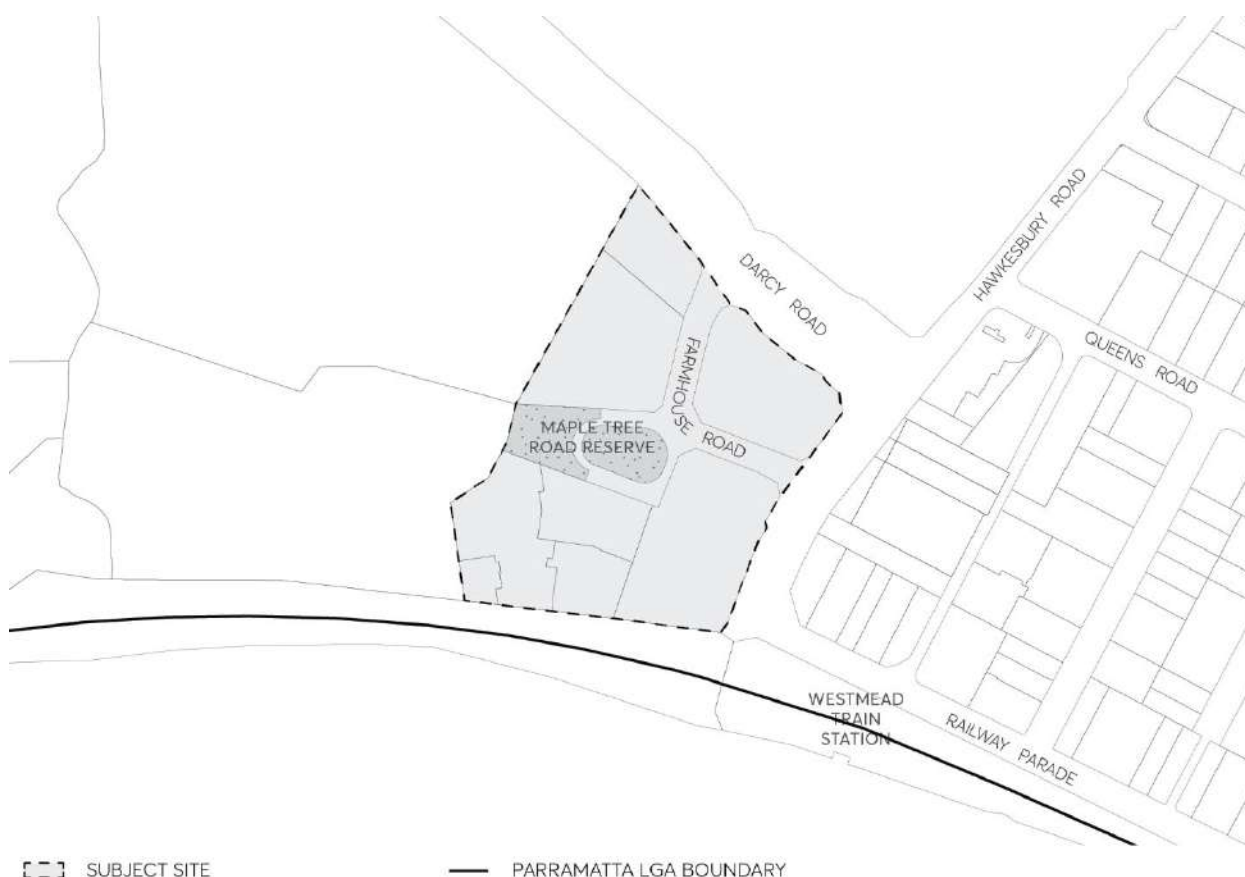 HAWKESBURY ROAD
DARCY ROAD
QUEENS ROAD
FARMHOUSE ROAD
MAPLE TREE
ROAD RESERVE
WESTMEAD
TRAIN
STATION
RAILWAY PARADE
SUBJECT SITE
PARRAMATTA LGA BOUNDARY